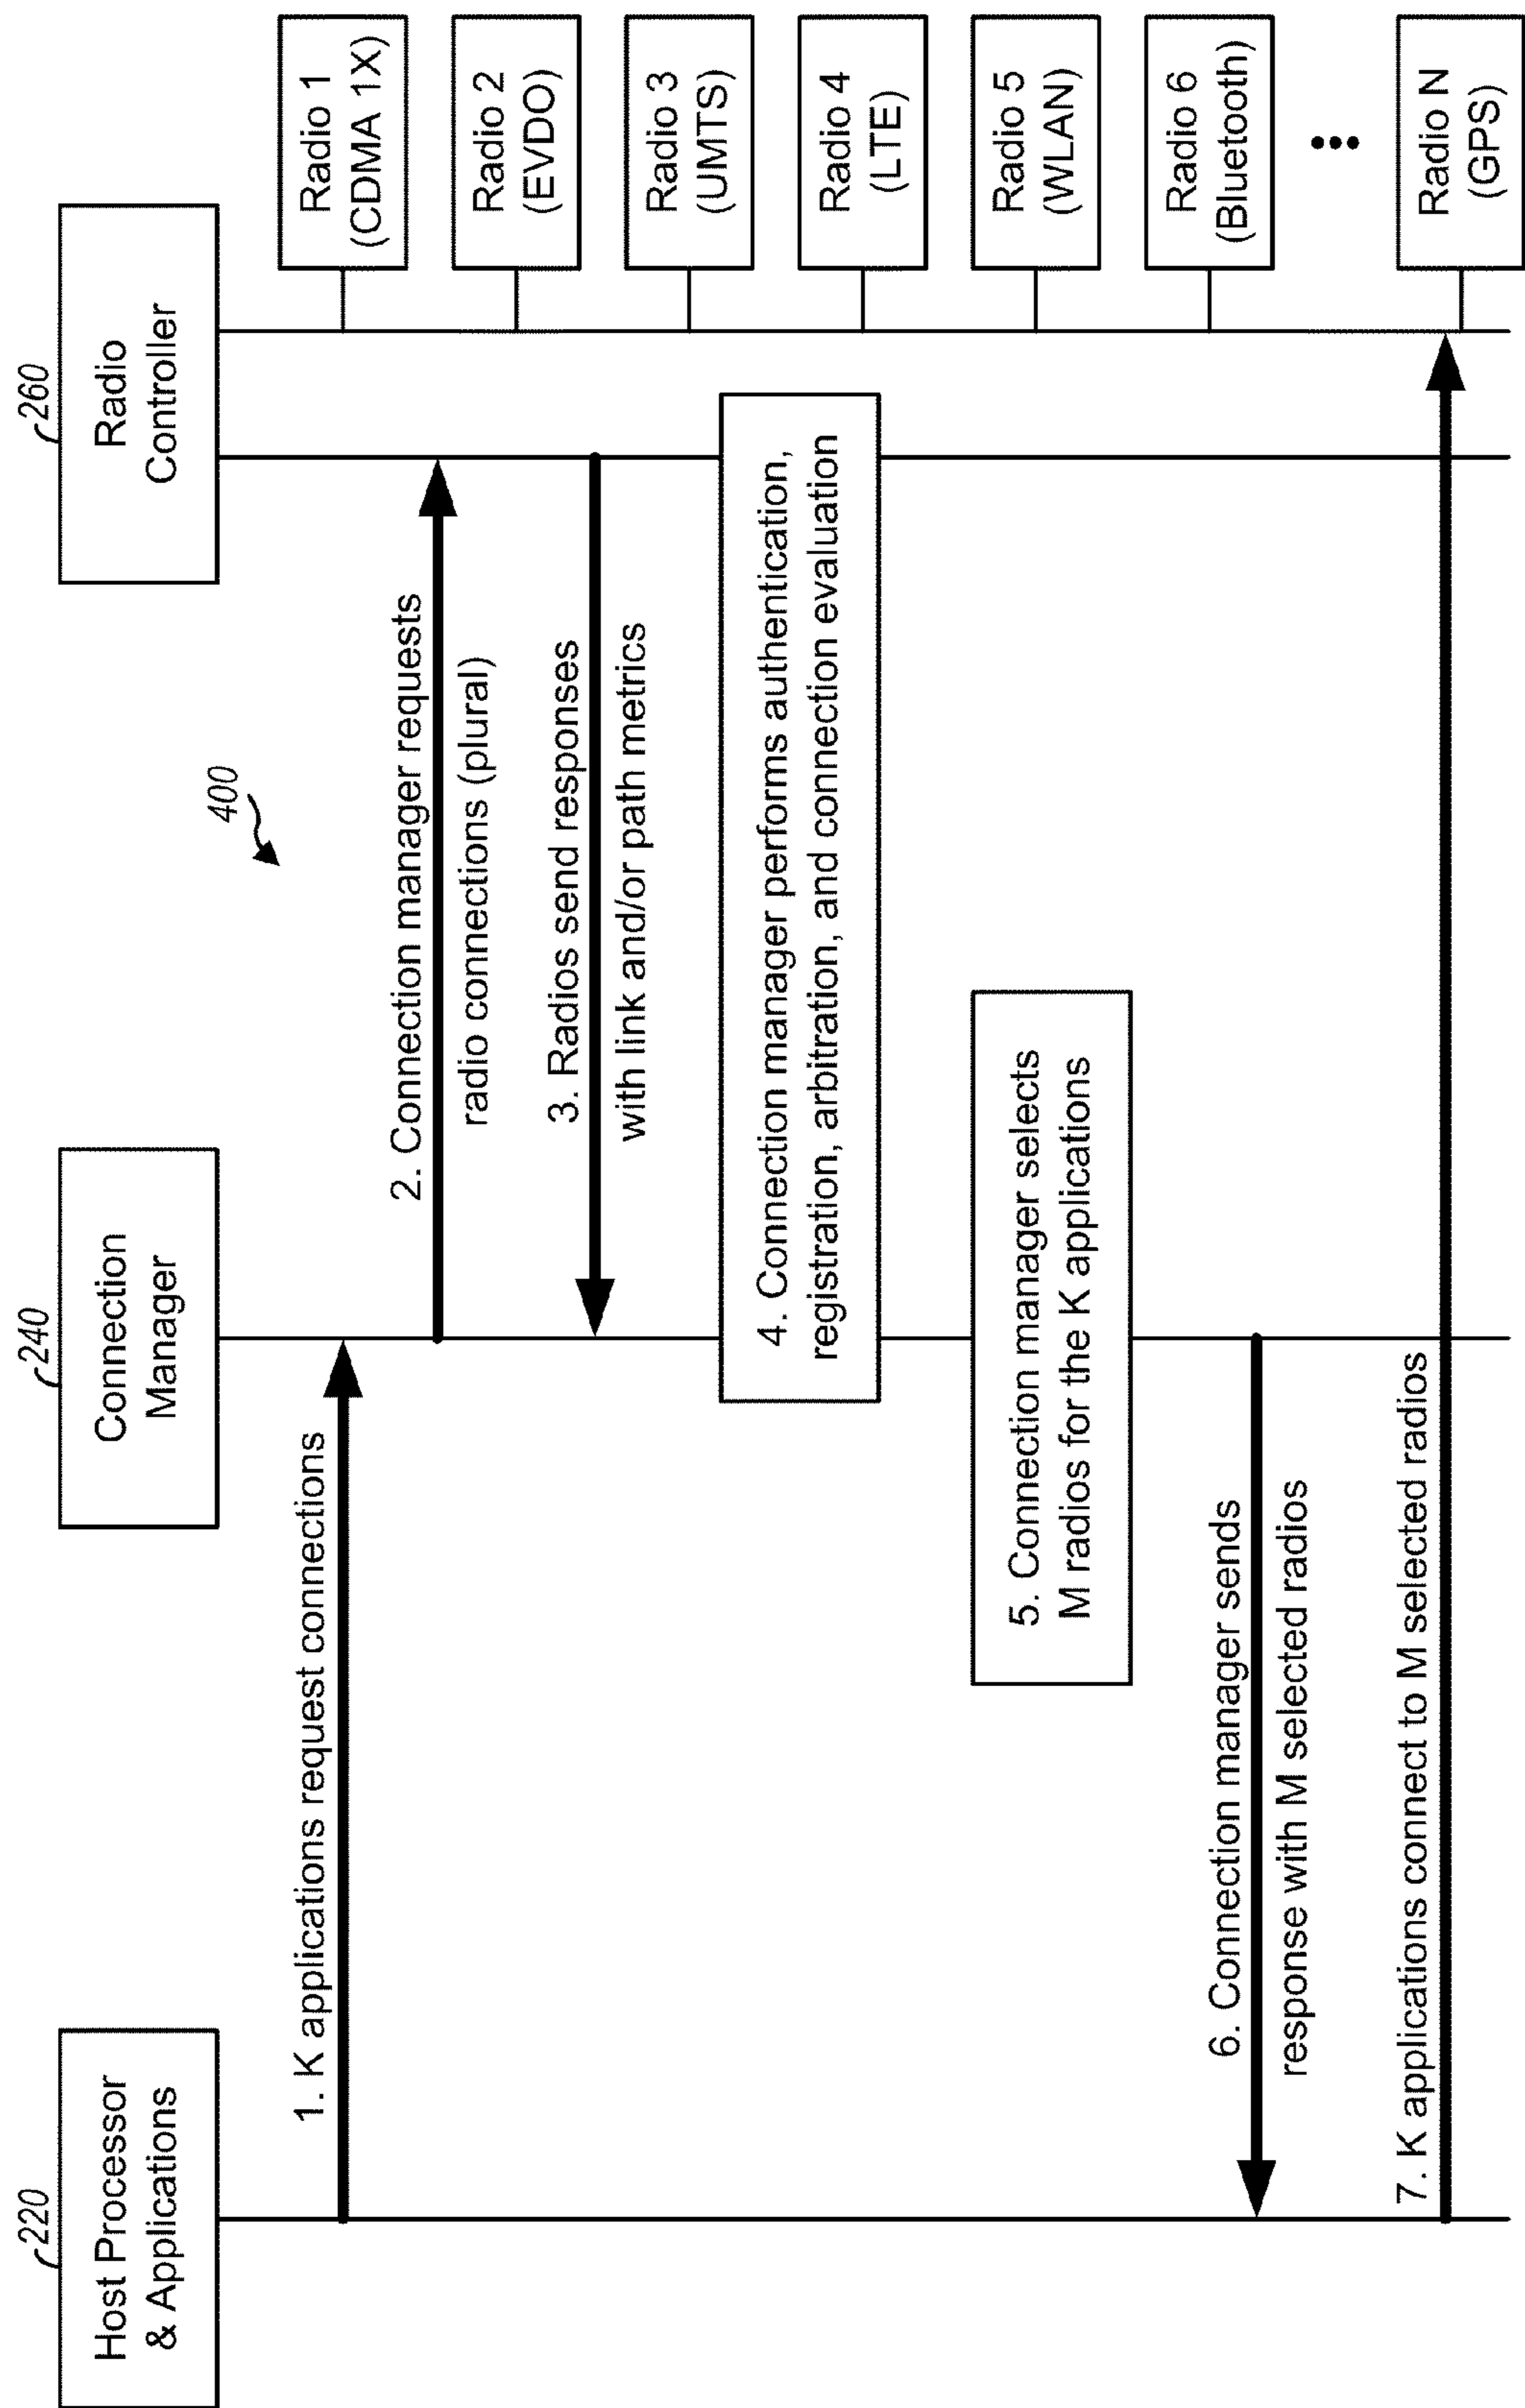 220
Host Processor
& Applications
240
Connection
Manager
260
Radio
Controller
400
1. K applications request connections
2. Connection manager requests
radio connections (plural)
3. Radios send responses
with link and/or path metrics
4. Connection manager performs authentication,
registration, arbitration, and connection evaluation
5. Connection manager selects
M radios for the K applications
6. Connection manager sends
response with M selected radios
7. K applications connect to M selected radios
Radio 1
(CDMA 1X)
Radio 2
(EVDO)
Radio 3
(UMTS)
Radio 4
(LTE)
Radio 5
(WLAN)
Radio 6
(Bluetooth)
Radio N
(GPS)